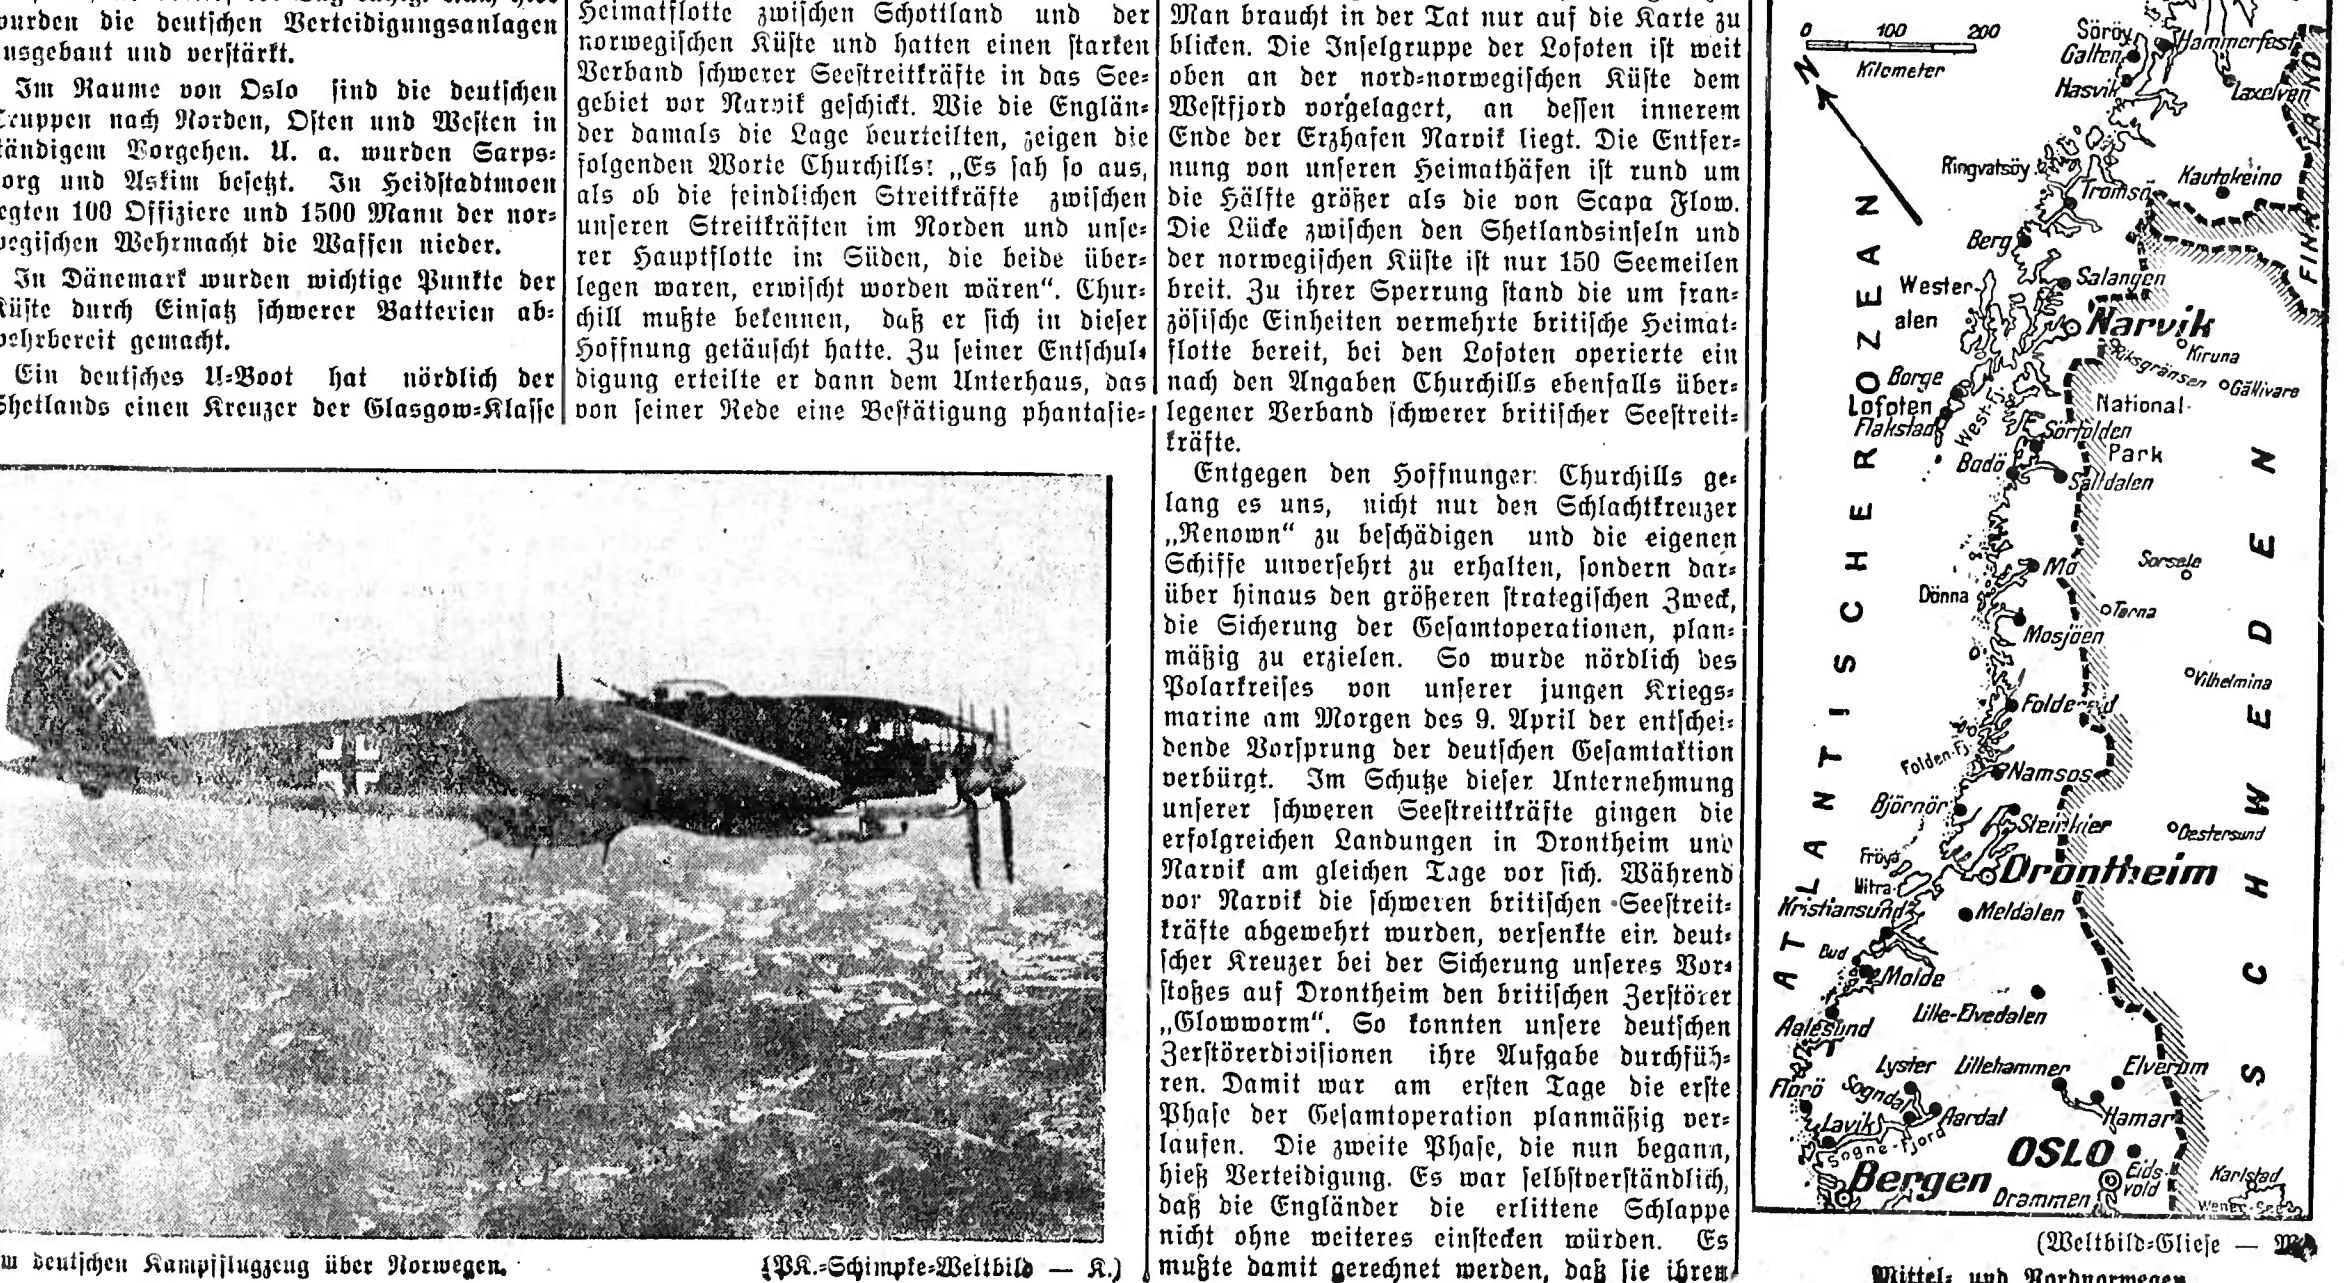 wurden die deutschen Verteidigungsanlagen
ausgebaut und verstärkt.
Im Raume von Oslo sind die deutschen
Truppen nach Norden, Osten und Westen in
ständigem Vorgehen. U. a. wurden Sarps-
borg und Askim besetzt. In Heidstadtmoen
legten 100 Offiziere und 1500 Mann der nor-
wegischen Wehrmacht die Waffen nieder.
In Dänemark wurden wichtige Punkte der
Küste durch Einsatz schwerer Batterien ab-
wehrbereit gemacht.
Ein deutsches U-Boot hat nördlich der
Shetlands einen Kreuzer der Glasgow-Klasse
Heimatflotte zwischen Schottland und der
norwegischen Küste und hatten einen starken
Verband schwerer Seestreitkräfte in das See-
gebiet vor Narvik geschickt. Wie die Englän-
der damals die Lage beurteilten, zeigen die
folgenden Worte Churchills: „Es sah so aus,
als ob die feindlichen Streitkräfte zwischen
unseren Streitkräften im Norden und unse-
rer Hauptflotte im Süden, die beide über-
legen waren, erwischt worden wären“. Chur-
chill mußte bekennen, daß er sich in dieser
Hoffnung getäuscht hatte. Zu seiner Entschul-
digung erteilte er dann dem Unterhaus, das
von seiner Rede eine Bestätigung phantasie-
m deutschen Kampfflugzeug über Norwegen.
(PK.-Schimpke-Weltbild — K.)
Man braucht in der Tat nur auf die Karte zu
blicken. Die Inselgruppe der Lofoten ist weit
oben an der nord-norwegischen Küste dem
Westfjord vorgelagert, an dessen innerem
Ende der Erzhafen Narvik liegt. Die Entfer-
nung von unseren Heimathäfen ist rund um
die Hälfte größer als die von Scapa Flow.
Die Lücke zwischen den Shetlandsinseln und
der norwegischen Küste ist nur 150 Seemeilen
breit. Zu ihrer Sperrung stand die um fran-
zösische Einheiten vermehrte britische Heimat-
flotte bereit, bei den Lofoten operierte ein
nach den Angaben Churchills ebenfalls über-
legener Verband schwerer britischer Seestreit-
kräfte.
Entgegen den Hoffnungen Churchills ge-
lang es uns, nicht nur den Schlachtkreuzer
„Renown“ zu beschädigen und die eigenen
Schiffe unversehrt zu erhalten, sondern dar-
über hinaus den größeren strategischen Zweck,
die Sicherung der Gesamtoperationen, plan-
mäßig zu erzielen. So wurde nördlich des
Polarkreises von unserer jungen Kriegs-
marine am Morgen des 9. April der entschei-
dende Vorsprung der deutschen Gesamtaktion
verbürgt. Im Schutze dieser Unternehmung
unserer schweren Seestreitkräfte gingen die
erfolgreichen Landungen in Drontheim und
Narvik am gleichen Tage vor sich. Während
vor Narvik die schweren britischen Seestreit-
kräfte abgewehrt wurden, versenkte ein deut-
scher Kreuzer bei der Sicherung unseres Vor-
stoßes auf Drontheim den britischen Zerstörer
„Glowworm“. So konnten unsere deutschen
Zerstörerdivisionen ihre Aufgabe durchfüh-
ren. Damit war am ersten Tage die erste
Phase der Gesamtoperation planmäßig ver-
laufen. Die zweite Phase, die nun begann,
hieß Verteidigung. Es war selbstverständlich,
daß die Engländer die erlittene Schlappe
nicht ohne weiteres einstecken würden. Es
mußte damit gerechnet werden, daß sie ihren
0 100 200
Kilometer
N
ATLANTISCHER OZEAN
SCHWEDEN
FINNLAND
Söröy
Hammerfest
Galten
Hasvik
Laxelven
Ringvatsöy
Tromsö
Kautokeino
Berg
Salangen
Wester-
alen
Narvik
Riksgränsen
Kiruna
Gällivare
Borge
Lofoten
Flakstad
West-Fj.
National-
Park
Sörfolden
Bodö
Saltdalen
Mo
Sorsele
Dönna
Tärna
Mosjöen
Vilhelmina
Foldereid
Folden-Fj.
Namsos
Björnör
Steinkier
Oestersund
Fröya
Hitra
Drontheim
Kristiansund
Meldalen
Bud
Molde
Lille-Elvedalen
Aalesund
Lyster
Lillehammer
Elverum
Florö
Sogndal
Aardal
Hamar
Lavik
Sogne-Fjord
OSLO
Eids-
vold
Bergen
Drammen
Karlstad
Wener-See
(Weltbild-Gliese —
Mittel- und Nordnorwegen